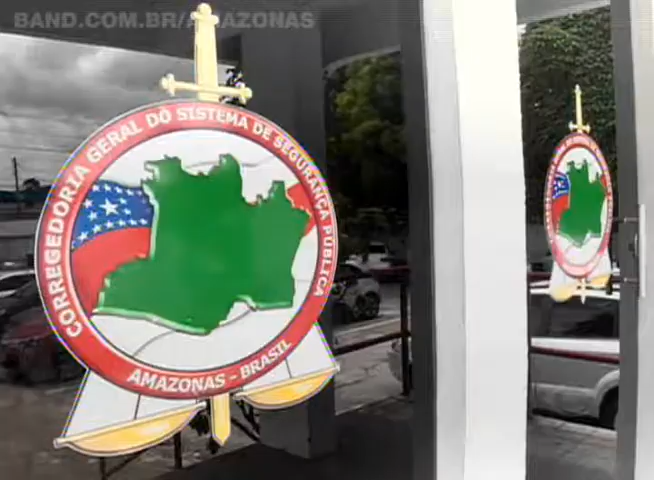 BAND.COM.BR/AMAZONAS
CORREGEDORIA GERAL DO SISTEMA DE SEGURANÇA PÚBLICA
AMAZONAS - BRASIL